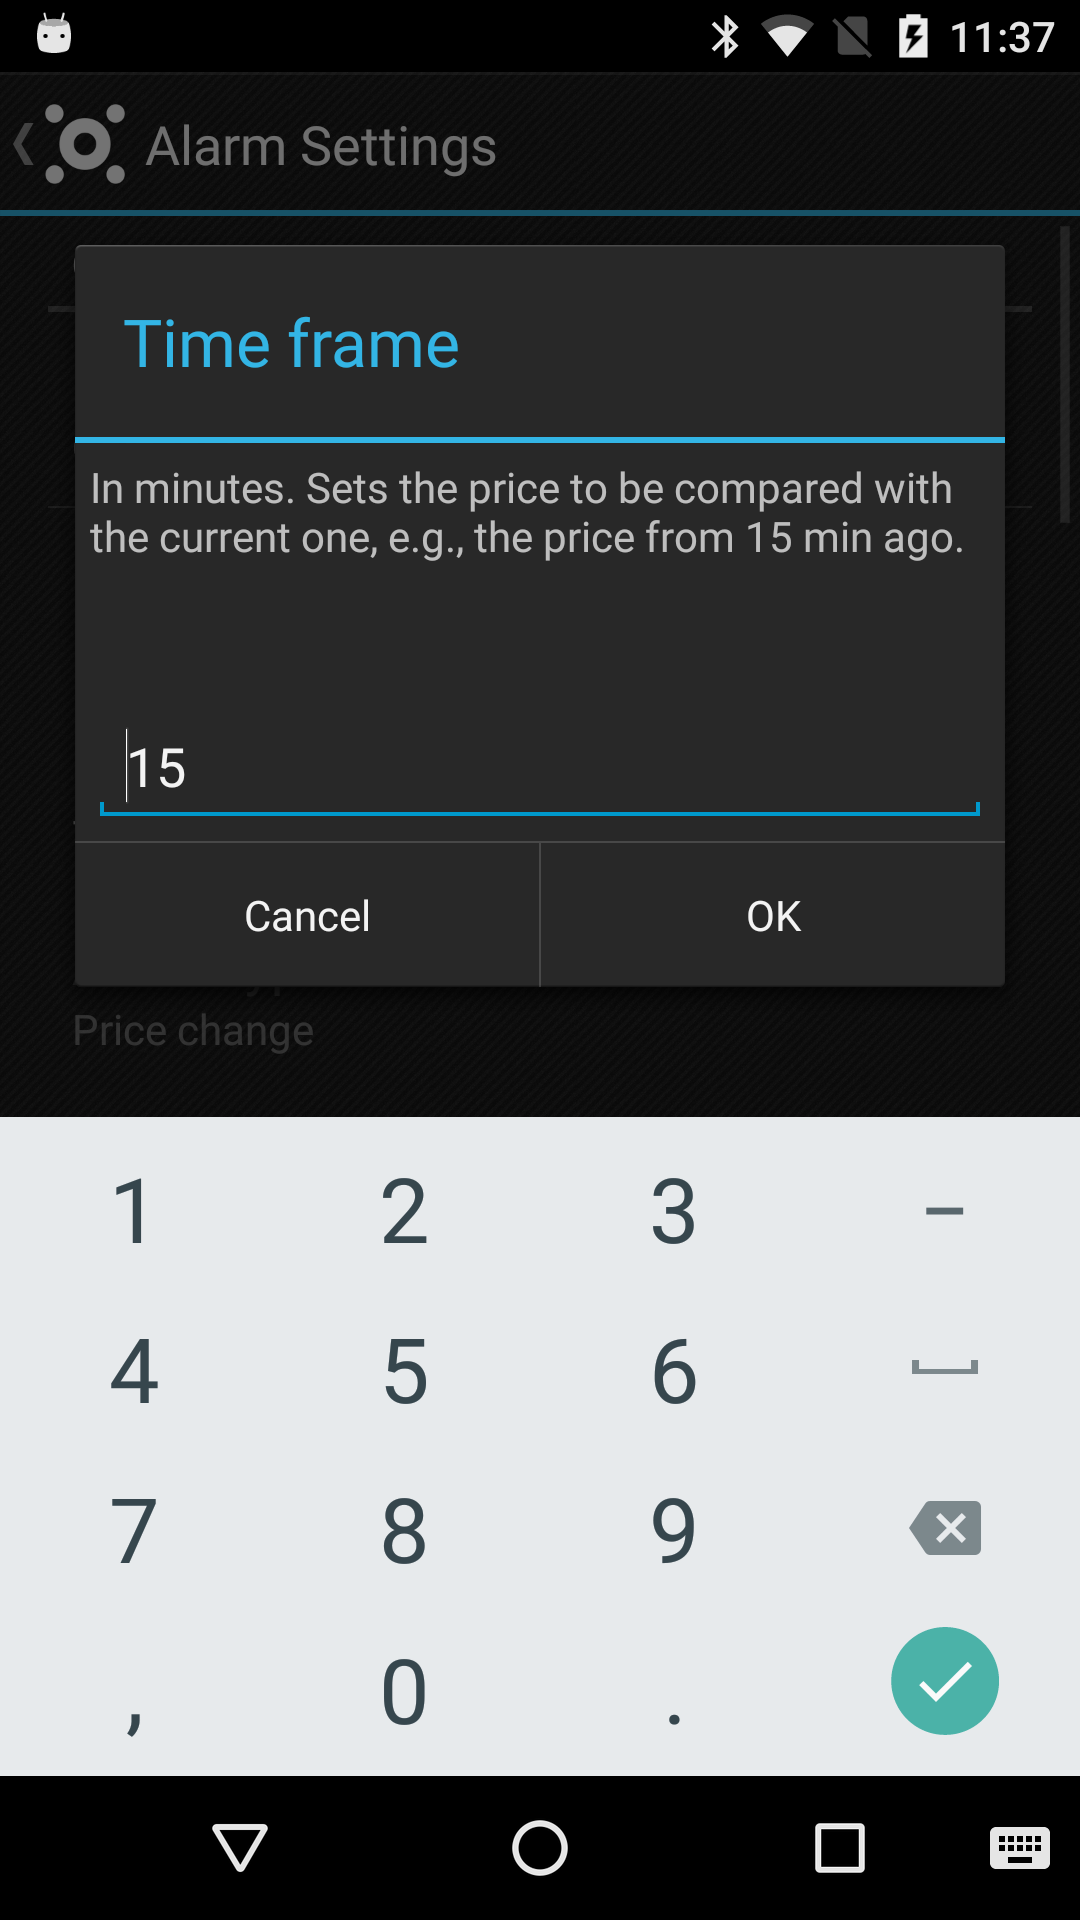 11:37
Alarm Settings
Time frame
In minutes. Sets the price to be compared with
the current one, e.g., the price from 15 min ago.
15
Cancel
OK
Price change
1 2 3 –
4 5 6
7 8 9
, 0 .